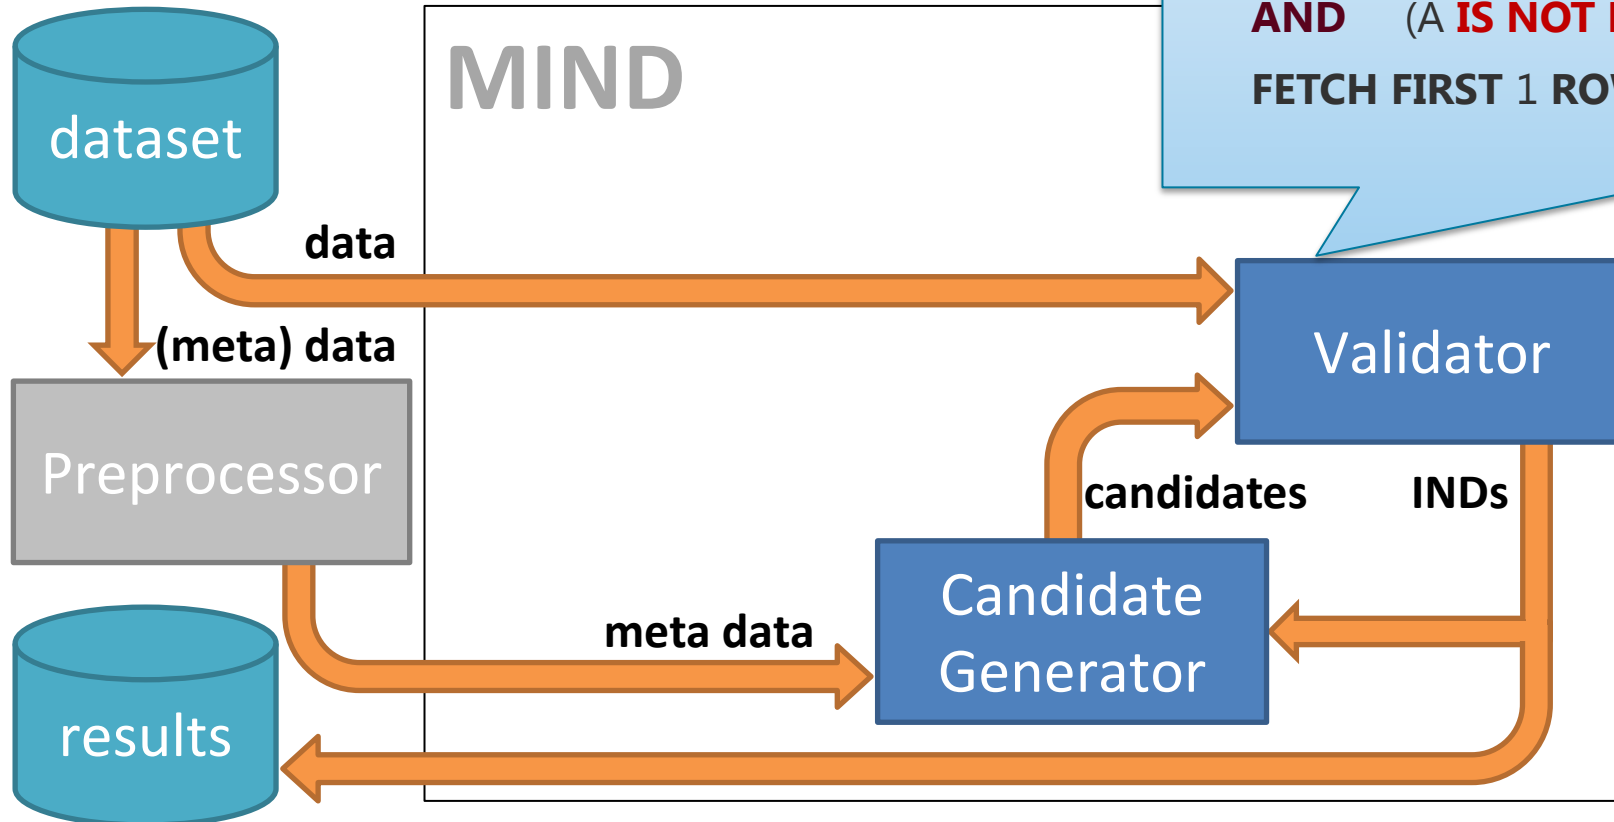 AND (A IS NOT
FETCH FIRST 1
MIND
dataset
data
(meta) data
Validator
Preprocessor
candidates
INDs
Candidate
Generator
meta data
results